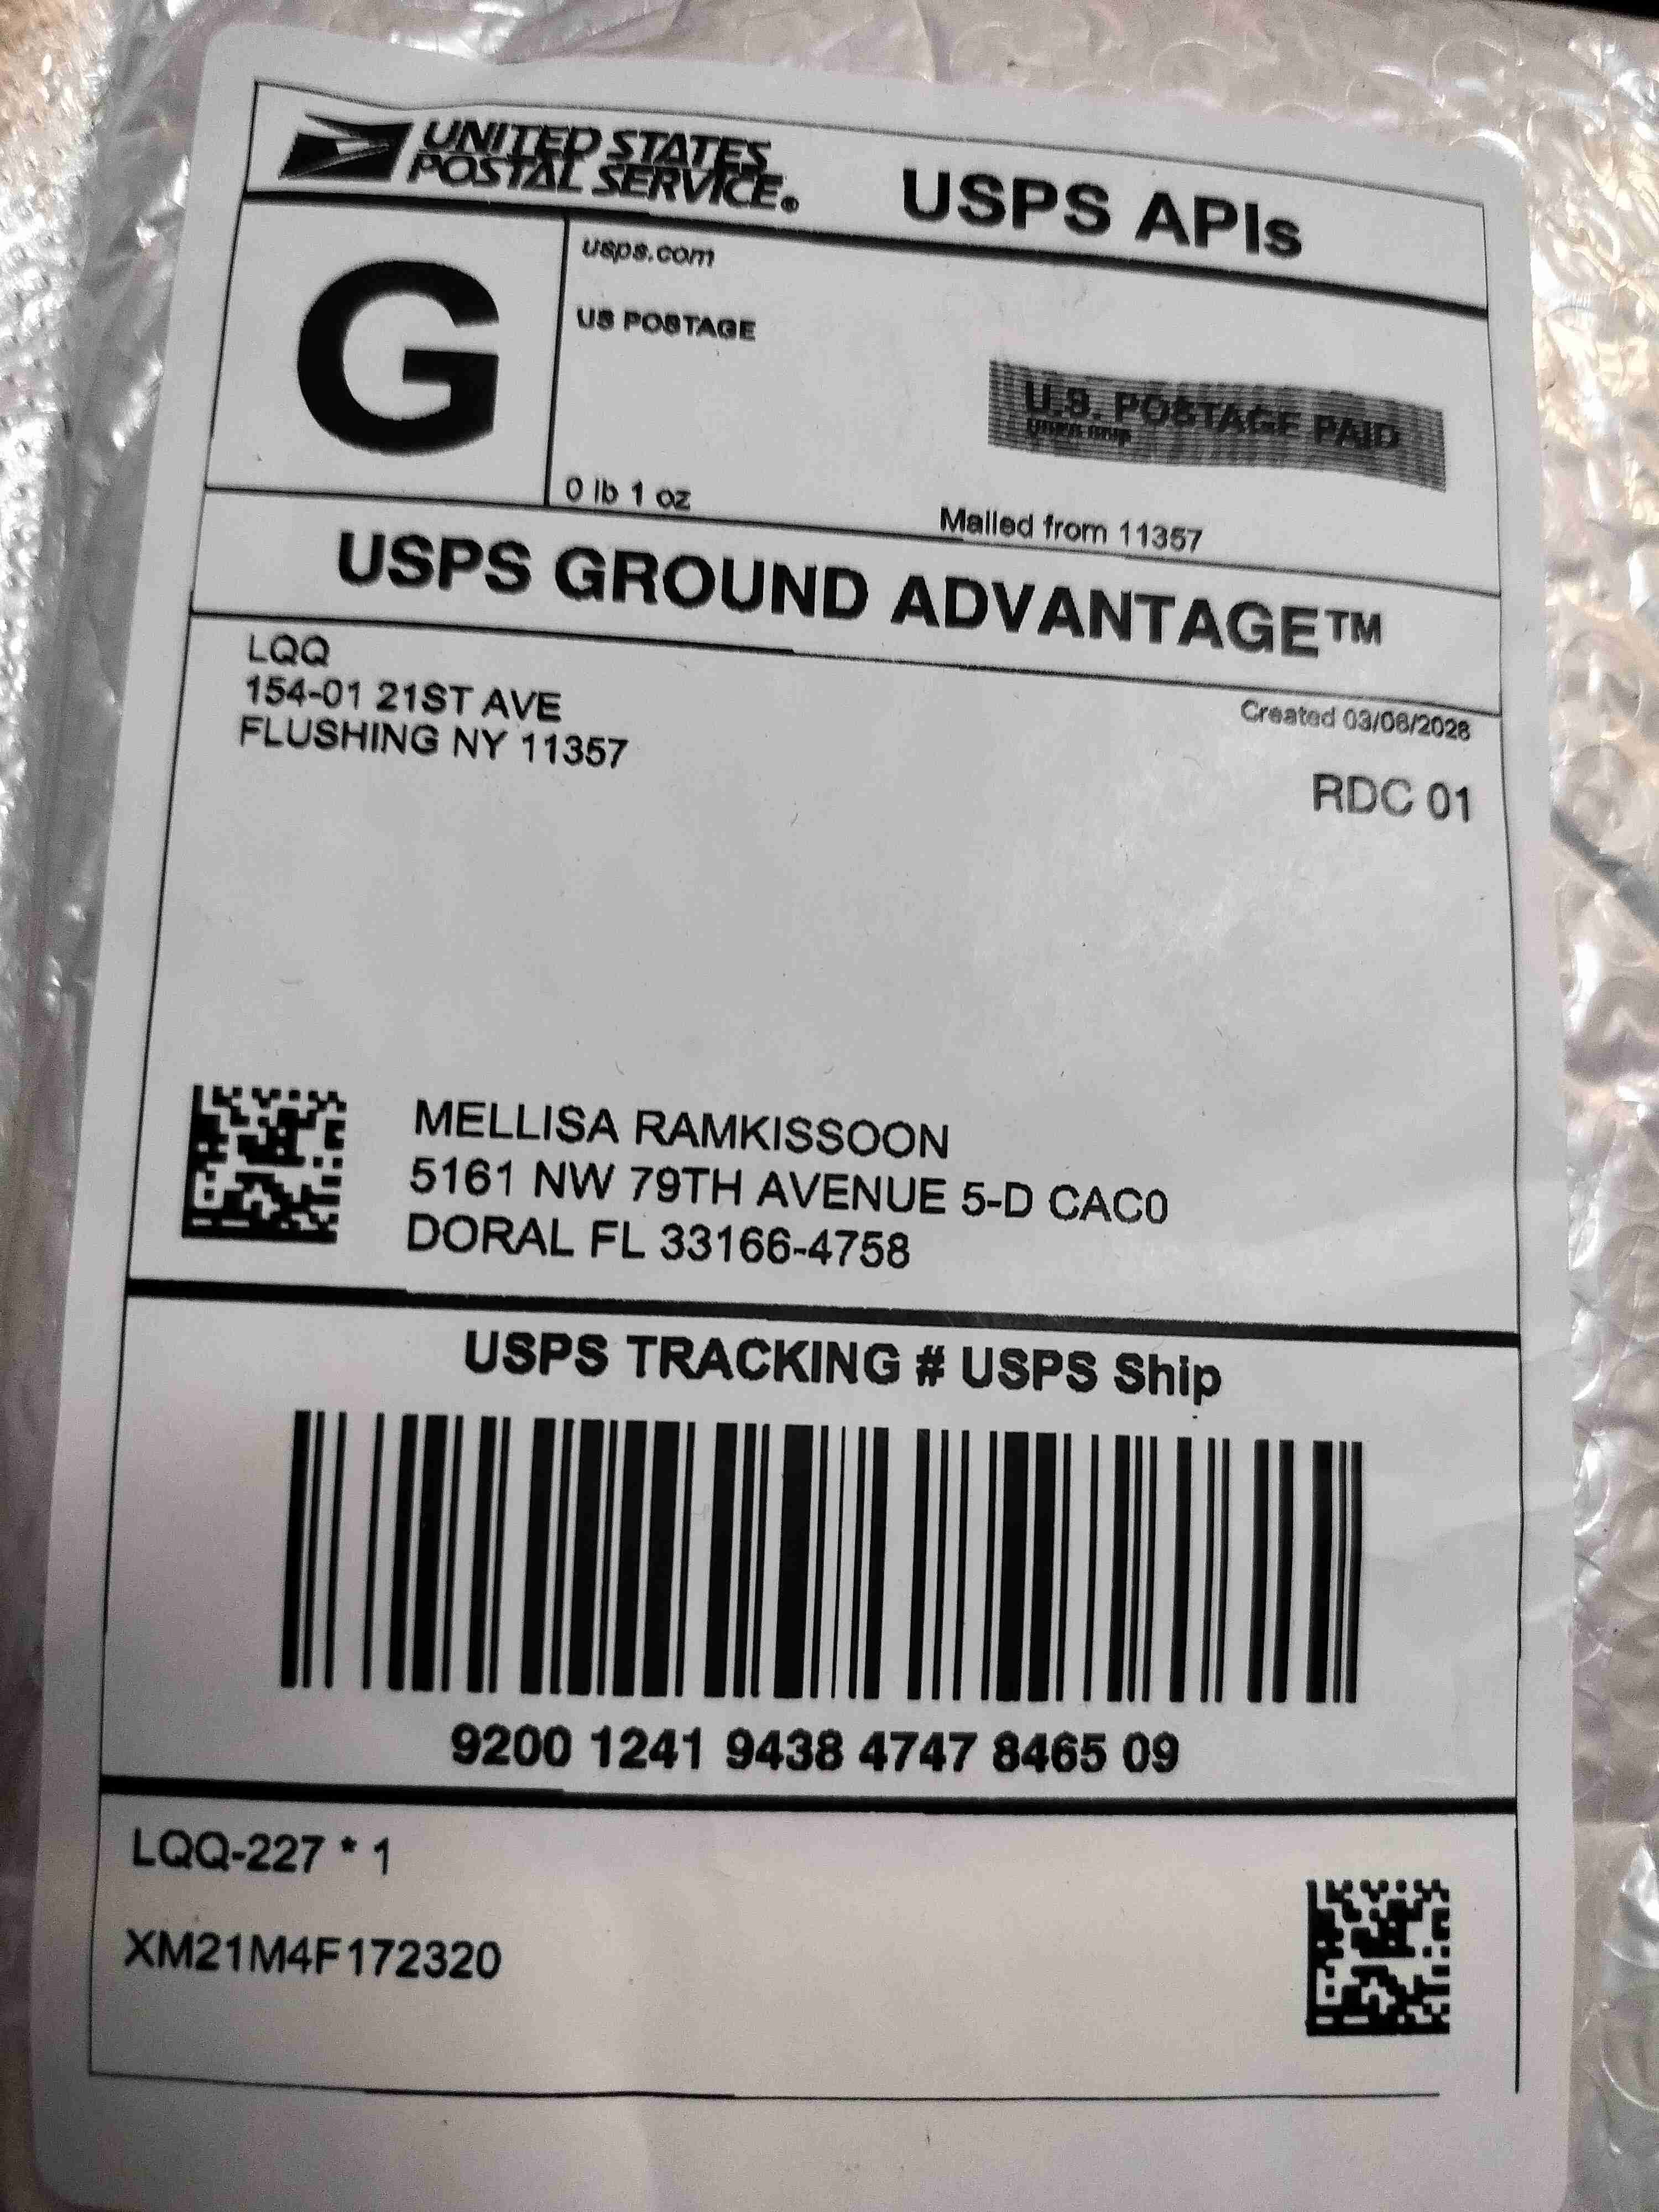 UNITED STATES
POSTAL SERVICE®
USPS APIs
G
usps.com
US POSTAGE
U.S. POSTAGE PAID
0 lb 1 oz
Mailed from 11357
USPS GROUND ADVANTAGE™
LQQ
154-01 21ST AVE
FLUSHING NY 11357
Created 03/06/2026
RDC 01
MELLISA RAMKISSOON
5161 NW 79TH AVENUE 5-D CAC0
DORAL FL 33166-4758
USPS TRACKING # USPS Ship
9200 1241 9438 4747 8465 09
LQQ-227 * 1
XM21M4F172320